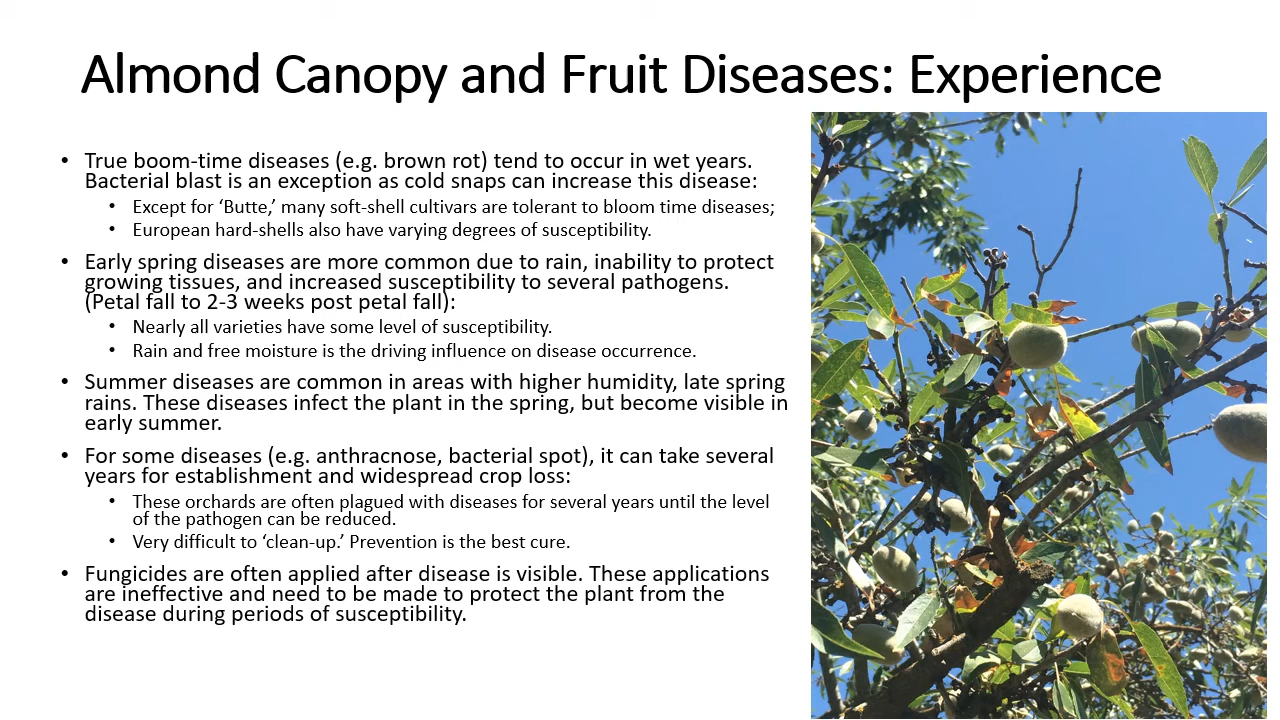 Almond Canopy and Fruit Diseases: Experience
• True boom-time diseases (e.g. brown rot) tend to occur in wet years.
Bacterial blast is an exception as cold snaps can increase this disease:
• Except for ‘Butte,’ many soft-shell cultivars are tolerant to bloom time diseases;
• European hard-shells also have varying degrees of susceptibility.
• Early spring diseases are more common due to rain, inability to protect
growing tissues, and increased susceptibility to several pathogens.
(Petal fall to 2-3 weeks post petal fall):
• Nearly all varieties have some level of susceptibility.
• Rain and free moisture is the driving influence on disease occurrence.
• Summer diseases are common in areas with higher humidity, late spring
rains. These diseases infect the plant in the spring, but become visible in
early summer.
• For some diseases (e.g. anthracnose, bacterial spot), it can take several
years for establishment and widespread crop loss:
• These orchards are often plagued with diseases for several years until the level
of the pathogen can be reduced.
• Very difficult to ‘clean-up.’ Prevention is the best cure.
• Fungicides are often applied after disease is visible. These applications
are ineffective and need to be made to protect the plant from the
disease during periods of susceptibility.